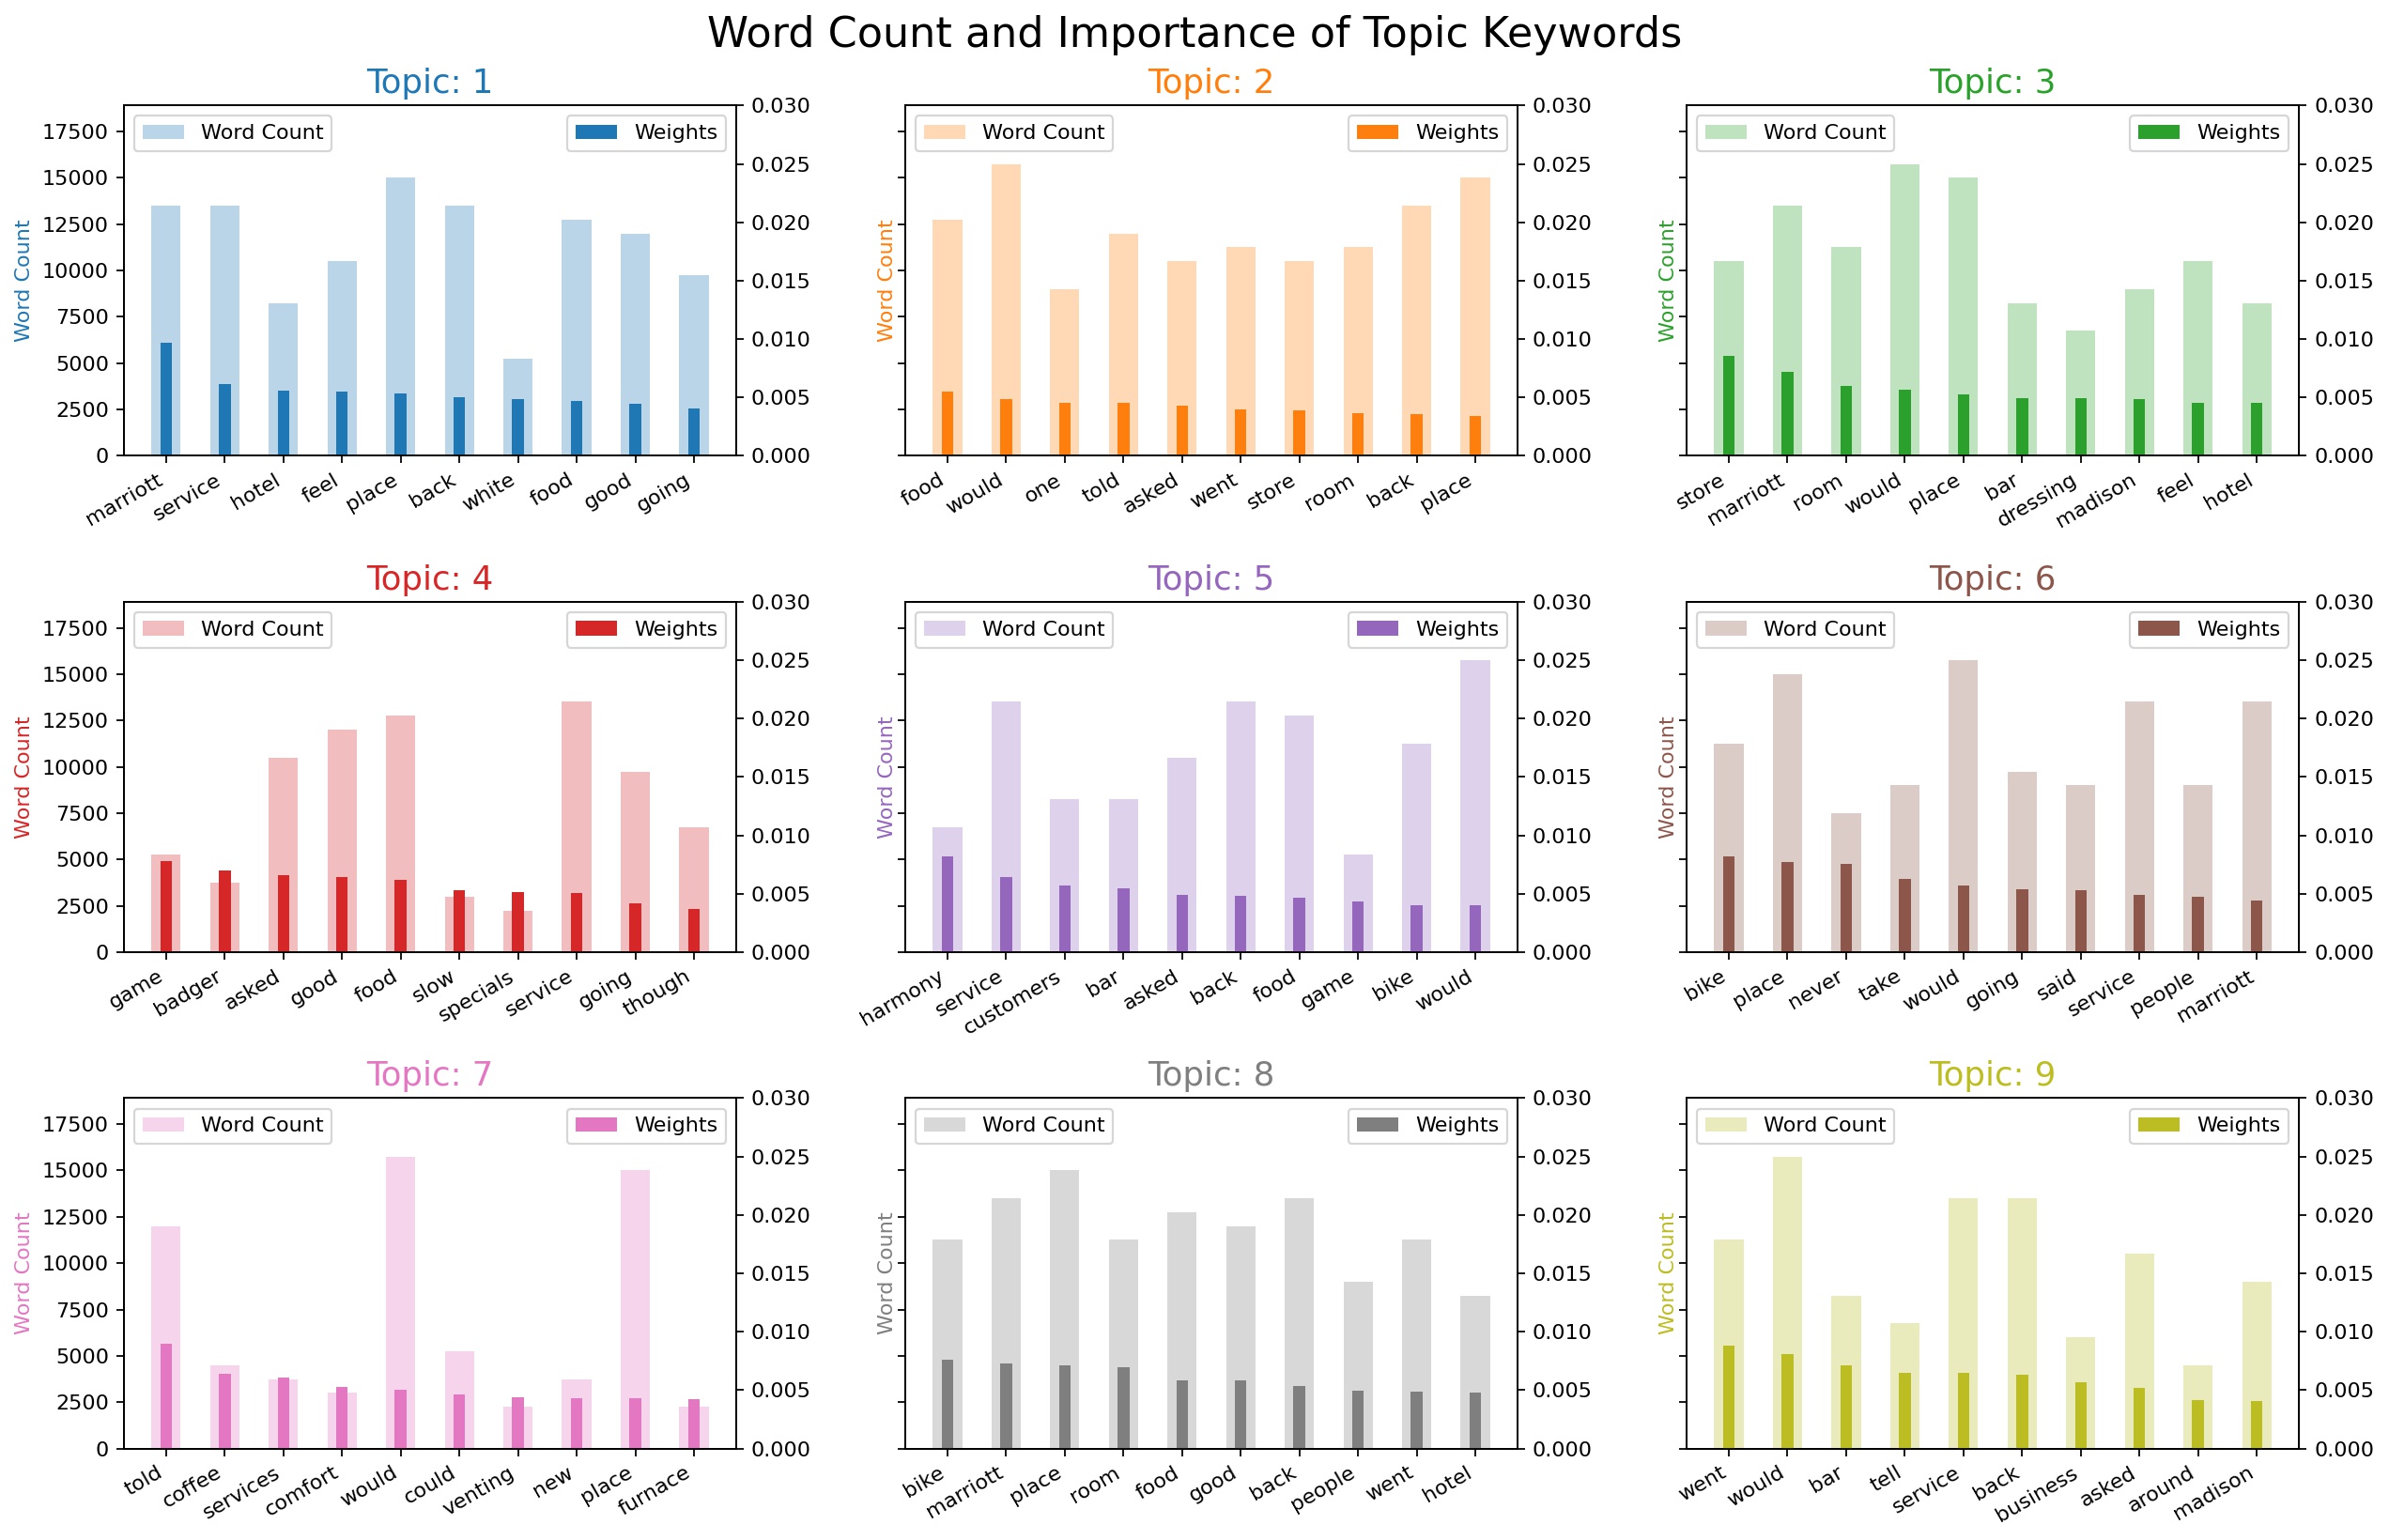 Word Count and Importance of Topic Keywords
Topic: 1
Word Count
Weights
Word Count
17500
15000
12500
10000
7500
5000
2500
0
0.030
0.025
0.020
0.015
0.010
0.005
0.000
marriott service hotel feel place back white food good going
Topic: 2
Word Count
Weights
Word Count
0.030
0.025
0.020
0.015
0.010
0.005
0.000
food would one told asked went store room back place
Topic: 3
Word Count
Weights
Word Count
0.030
0.025
0.020
0.015
0.010
0.005
0.000
store marriott room would place bar dressing madison feel hotel
Topic: 4
Word Count
Weights
Word Count
17500
15000
12500
10000
7500
5000
2500
0
0.030
0.025
0.020
0.015
0.010
0.005
0.000
game badger asked good food slow specials service going though
Topic: 5
Word Count
Weights
Word Count
0.030
0.025
0.020
0.015
0.010
0.005
0.000
harmony service customers bar asked back food game bike would
Topic: 6
Word Count
Weights
Word Count
0.030
0.025
0.020
0.015
0.010
0.005
0.000
bike place never take would going said service people marriott
Topic: 7
Word Count
Weights
Word Count
17500
15000
12500
10000
7500
5000
2500
0
0.030
0.025
0.020
0.015
0.010
0.005
0.000
told coffee services comfort would could venting new place furnace
Topic: 8
Word Count
Weights
Word Count
0.030
0.025
0.020
0.015
0.010
0.005
0.000
bike marriott place room food good back people went hotel
Topic: 9
Word Count
Weights
Word Count
0.030
0.025
0.020
0.015
0.010
0.005
0.000
went would bar tell service back business asked around madison